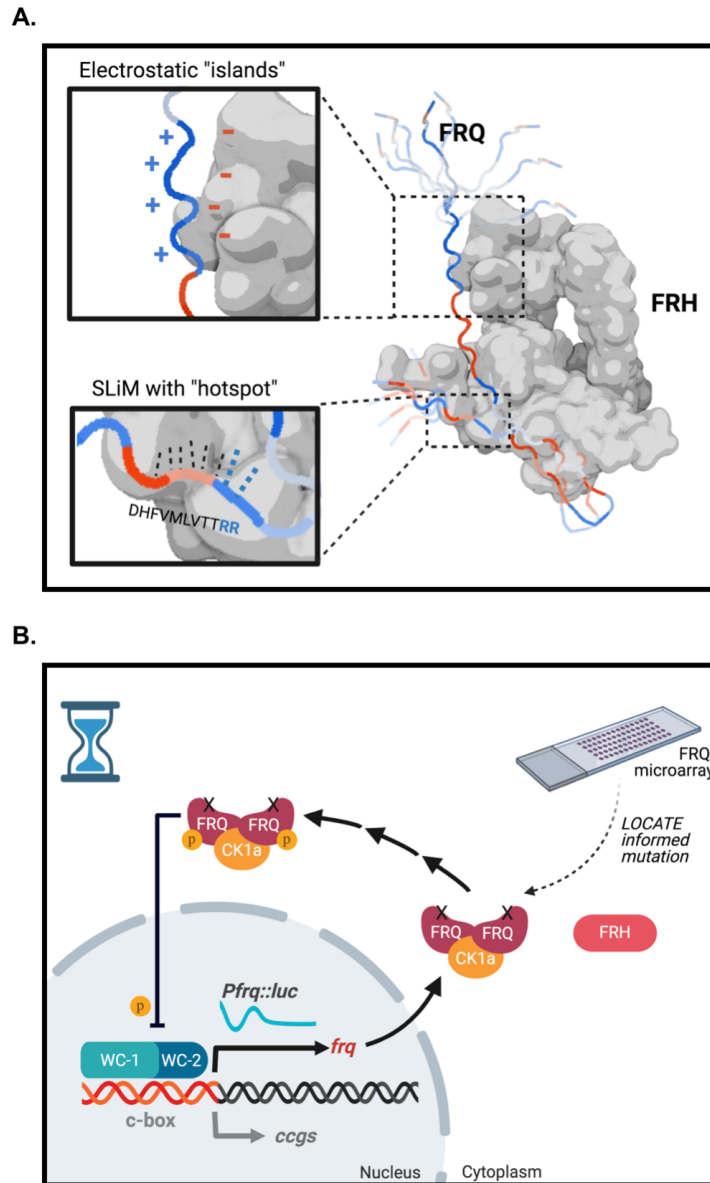 A.
Electrostatic "islands"
+
+
+
+
-
-
-
-
FRQ
FRH
SLiM with "hotspot"
DHFVMLVTTRR
B.
FRQ
microarray
LOCATE
informed
mutation
X X
FRQ FRQ
p p
CK1a
X X
FRQ FRQ
CK1a
FRH
p
Pfrq::luc
WC-1 WC-2
frq
c-box
ccgs
Nucleus Cytoplasm